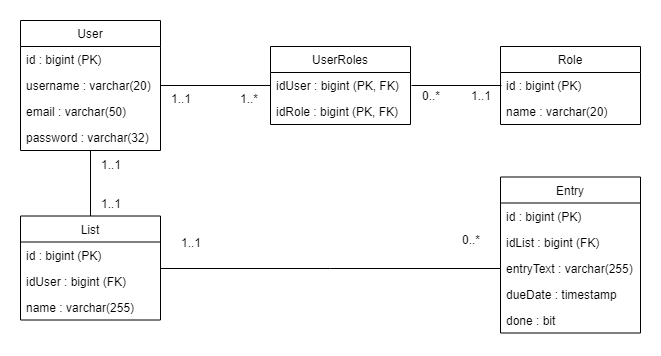 User
id : bigint (PK)
username : varchar(20)
email : varchar(50)
password : varchar(32)
1..1
1..*
UserRoles
idUser : bigint (PK, FK)
idRole : bigint (PK, FK)
0..*
1..1
Role
id : bigint (PK)
name : varchar(20)
1..1
1..1
List
id : bigint (PK)
idUser : bigint (FK)
name : varchar(255)
1..1
0..*
Entry
id : bigint (PK)
idList : bigint (FK)
entryText : varchar(255)
dueDate : timestamp
done : bit